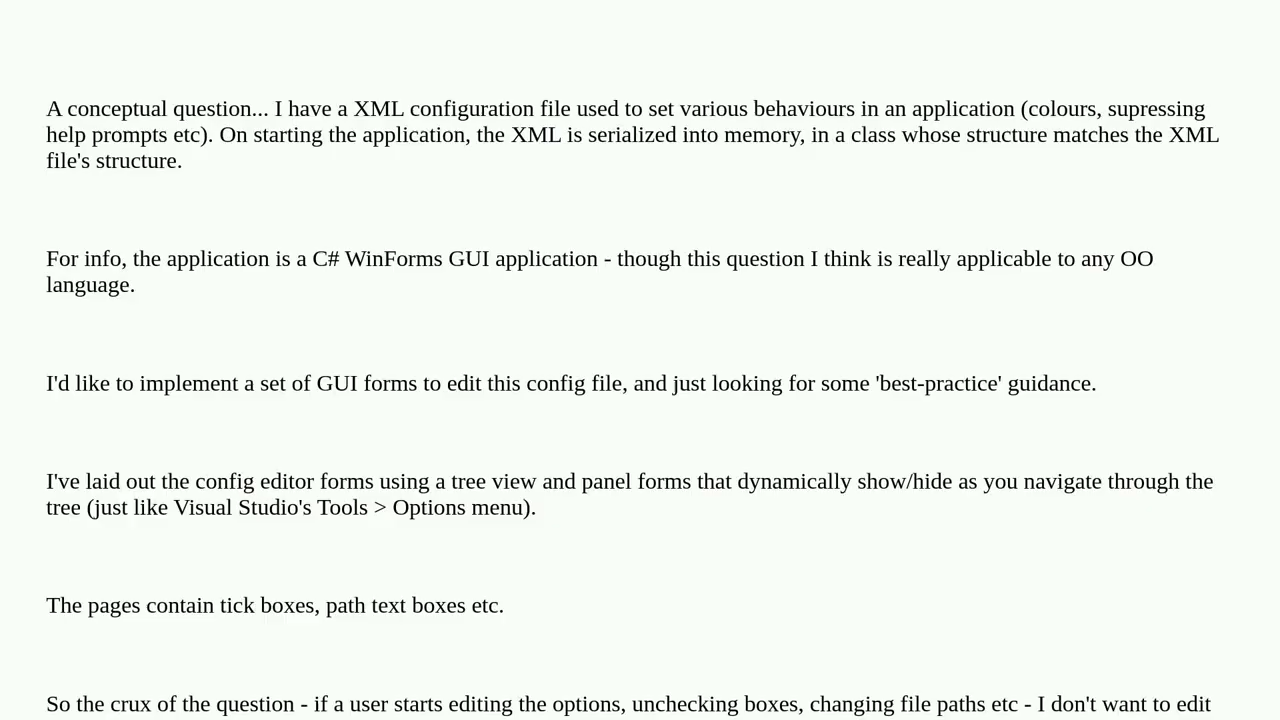 A conceptual question... I have a XML configuration file used to set various behaviours in an application (colours, supressing
help prompts etc). On starting the application, the XML is serialized into memory, in a class whose structure matches the XML
file's structure.
For info, the application is a C# WinForms GUI application - though this question I think is really applicable to any OO
language.
I'd like to implement a set of GUI forms to edit this config file, and just looking for some 'best-practice' guidance.
I've laid out the config editor forms using a tree view and panel forms that dynamically show/hide as you navigate through the
tree (just like Visual Studio's Tools > Options menu).
The pages contain tick boxes, path text boxes etc.
So the crux of the question - if a user starts editing the options, unchecking boxes, changing file paths etc - I don't want to edit